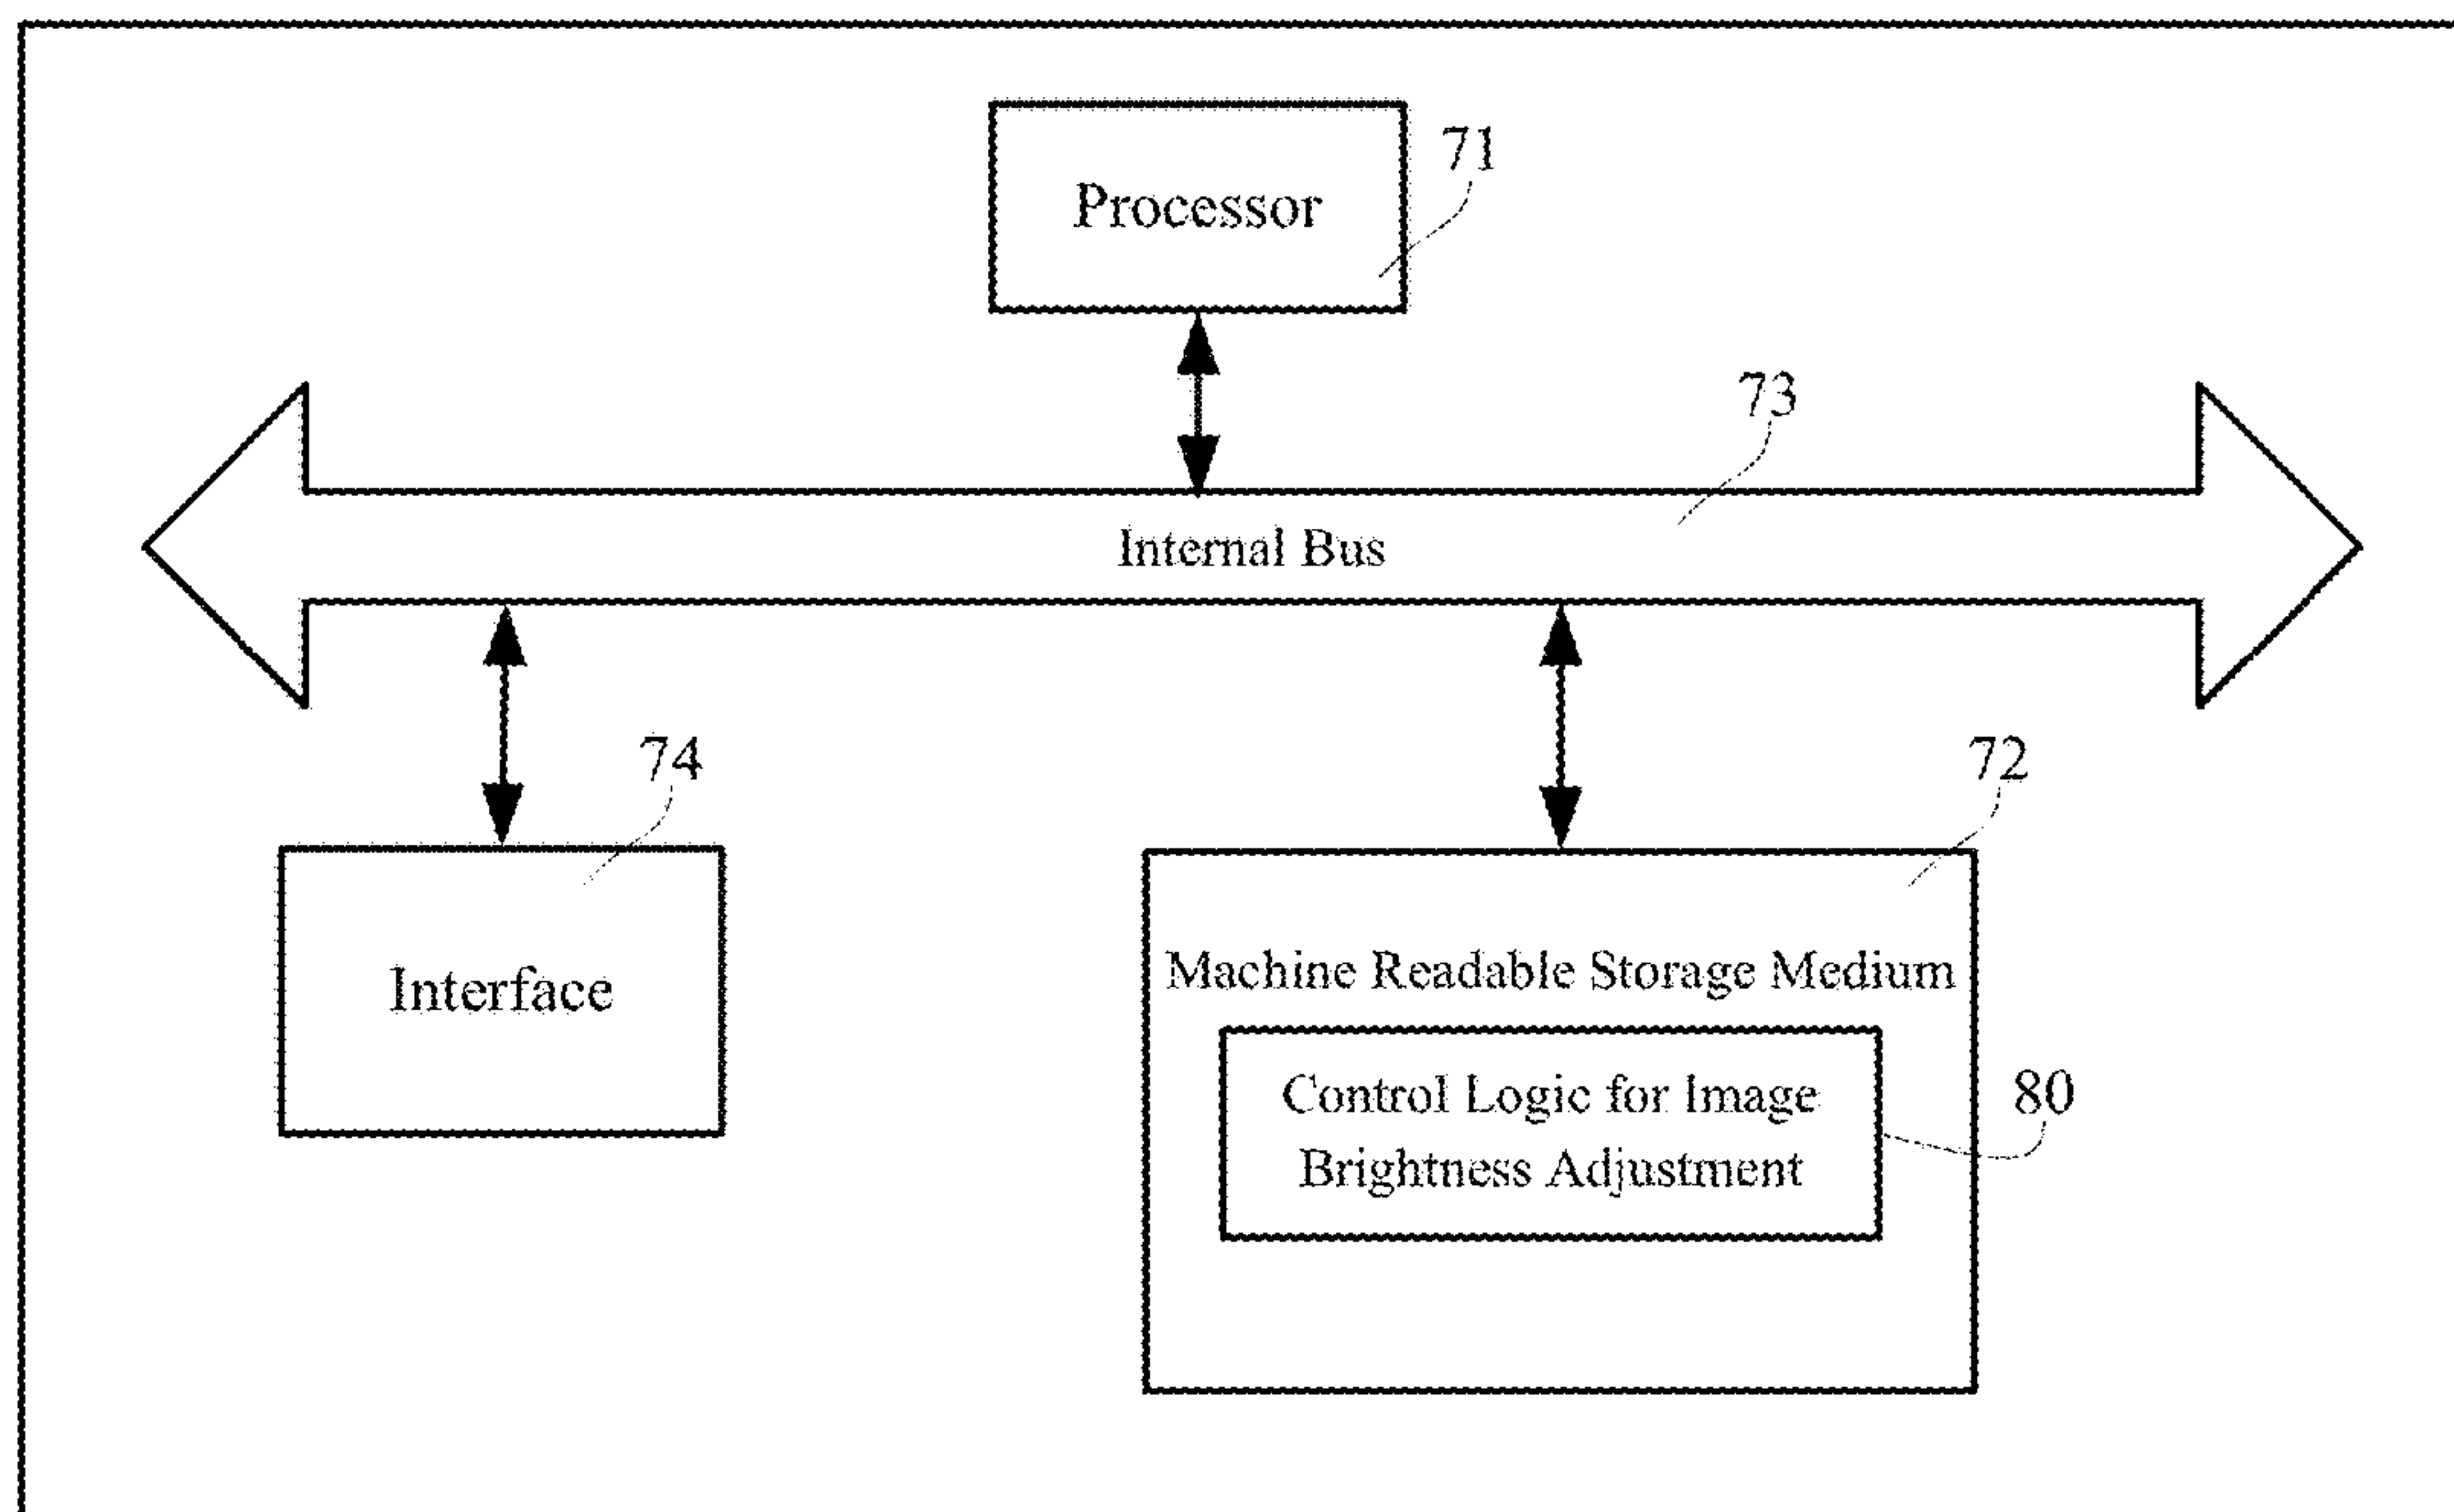 Processor
71
73
Internal Bus
74
72
Interface
Machine Readable Storage Medium
Control Logic for Image
Brightness Adjustment
80